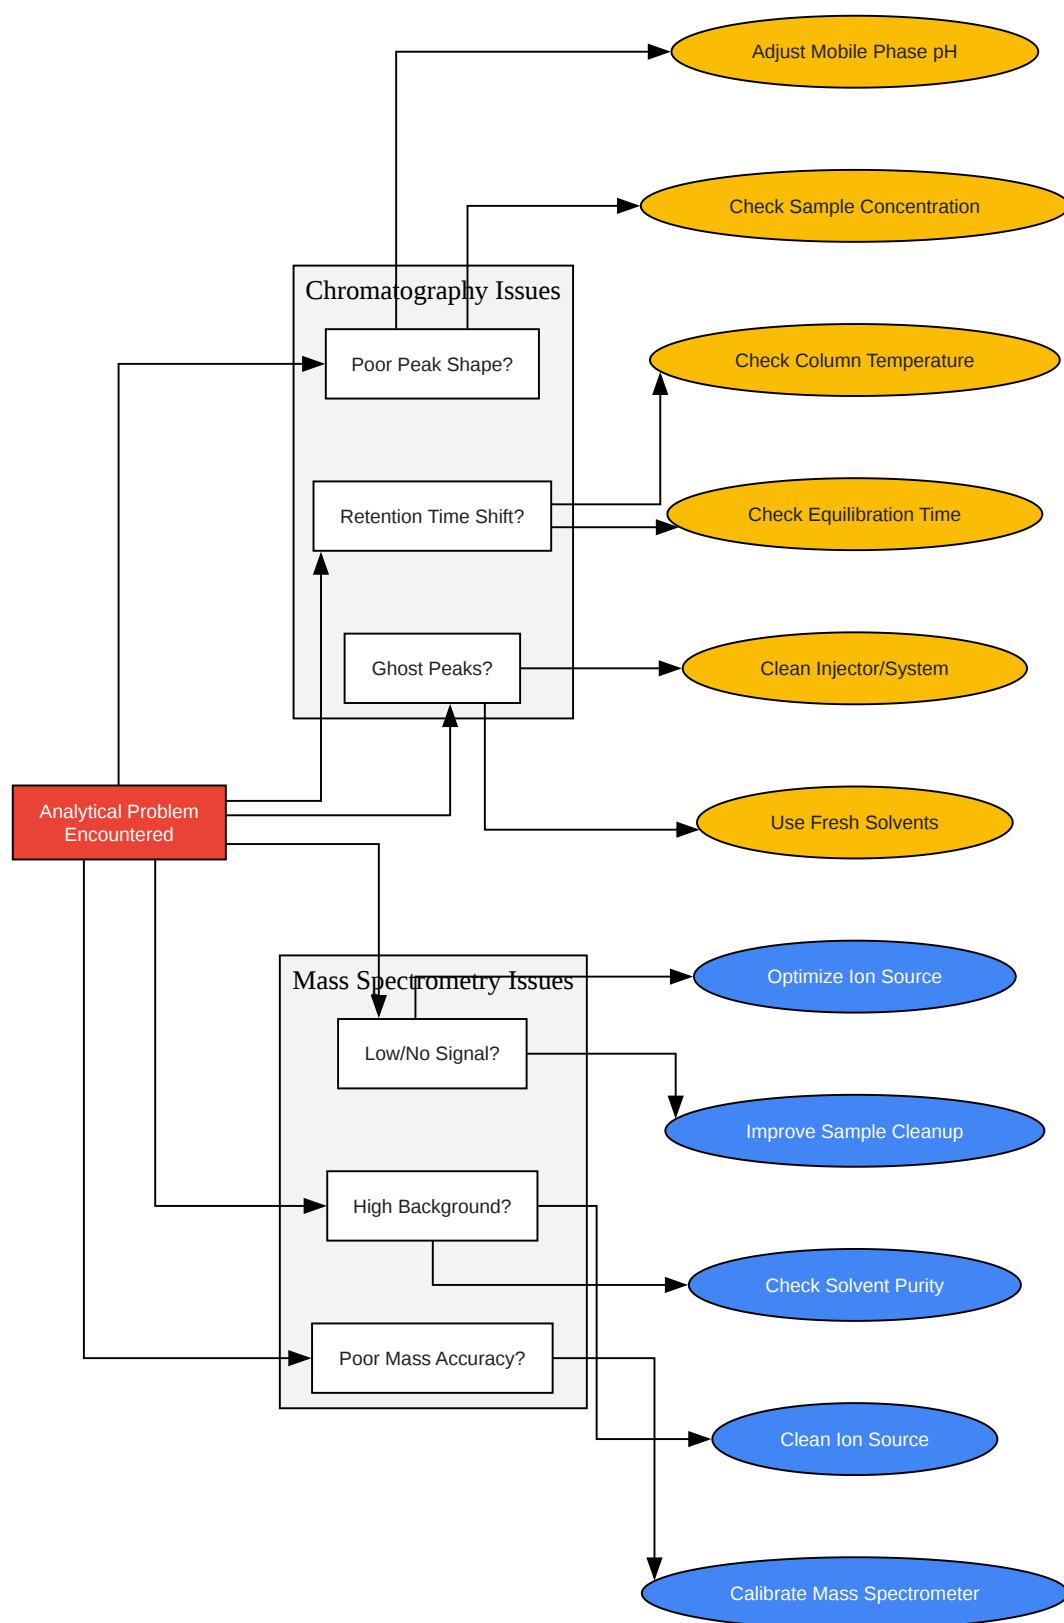 Adjust Mobile Phase pH
Check Sample Concentration
Chromatography Issues
Poor Peak Shape?
Check Column Temperature
Retention Time Shift?
Check Equilibration Time
Ghost Peaks?
Clean Injector/System
Analytical Problem
Encountered
Use Fresh Solvents
Mass Spectrometry Issues
Optimize Ion Source
Low/No Signal?
Improve Sample Cleanup
High Background?
Check Solvent Purity
Poor Mass Accuracy?
Clean Ion Source
Calibrate Mass Spectrometer